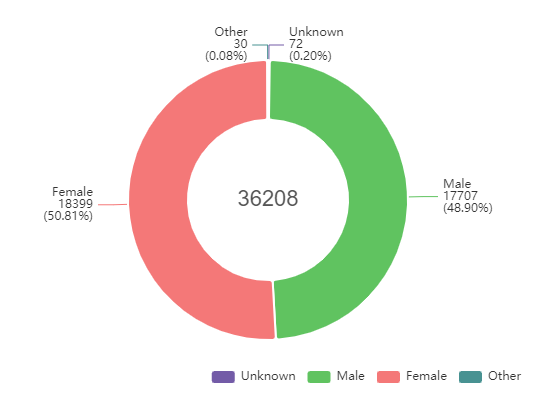 Other
30
(0.08%)
Unknown
72
(0.20%)
Female
18399
(50.81%)
36208
Male
17707
(48.90%)
Unknown Male Female Other